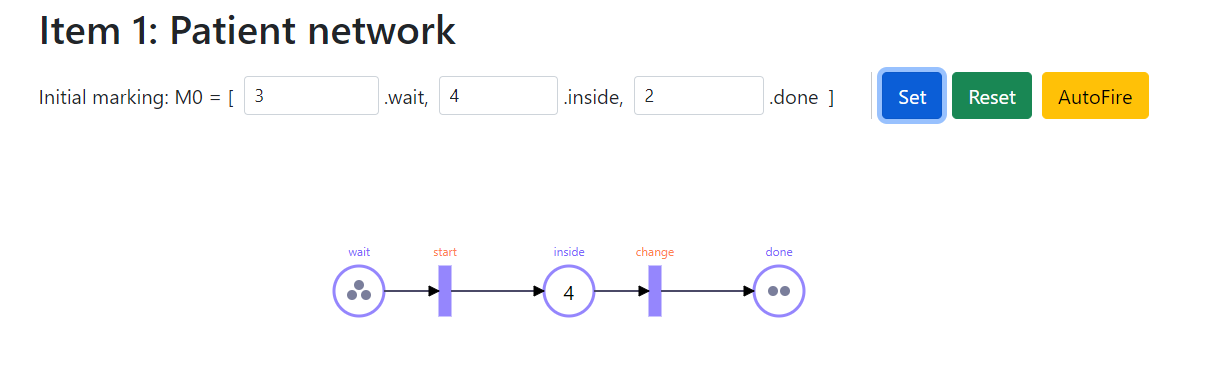 Item 1: Patient network
Initial marking: M0 = [ 3 .wait, 4 .inside, 2 .done ] Set Reset AutoFire
wait start inside change done
4